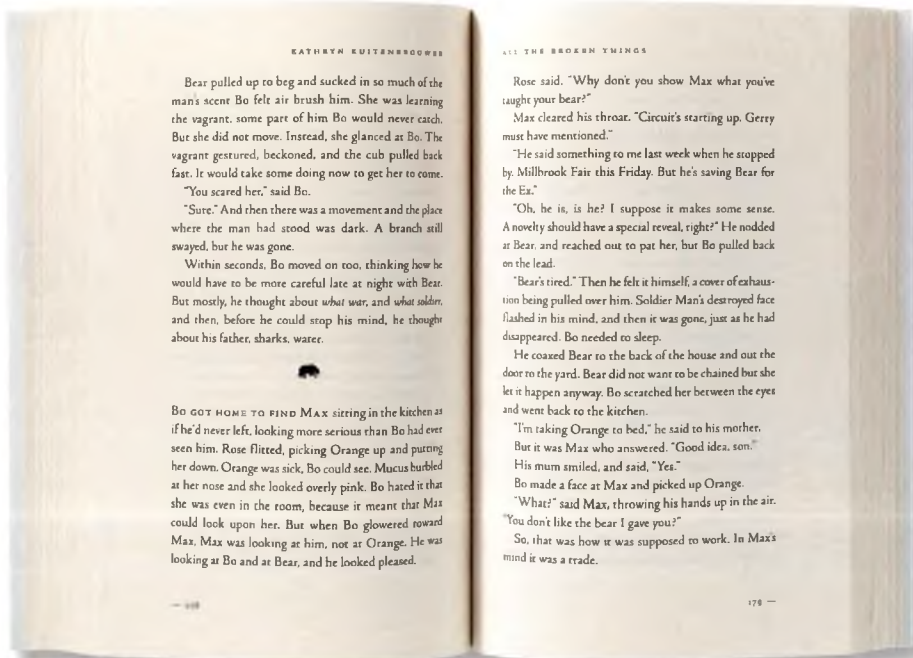 KATHRYN KUITENBROUWER
Bear pulled up to beg and sucked in so much of the
man's scent Bo felt air brush him. She was learning
the vagrant, some part of him Bo would never catch.
But she did not move. Instead, she glanced at Bo. The
vagrant gestured, beckoned, and the cub pulled back
fast. It would take some doing now to get her to come.
"You scared her," said Bo.
"Sure." And then there was a movement and the place
where the man had stood was dark. A branch still
swayed, but he was gone.
Within seconds, Bo moved on too, thinking how he
would have to be more careful late at night with Bear.
But mostly, he thought about what war, and what soldier,
and then, before he could stop his mind, he thought
about his father, sharks, water.
BO GOT HOME TO FIND MAX sitting in the kitchen as
if he'd never left, looking more serious than Bo had ever
seen him. Rose flitted, picking Orange up and putting
her down. Orange was sick, Bo could see. Mucus burbled
at her nose and she looked overly pink. Bo hated it that
she was even in the room, because it meant that Max
could look upon her. But when Bo glowered toward
Max, Max was looking at him, not at Orange. He was
looking at Bo and at Bear, and he looked pleased.
ALL THE BROKEN THINGS
Rose said. "Why don't you show Max what you've
taught your bear?"
Max cleared his throat. "Circuit's starting up. Gerry
must have mentioned."
"He said something to me last week when he stopped
by. Millbrook Fair this Friday. But he's saving Bear for
the Ex."
"Oh, he is, is he? I suppose it makes some sense.
A novelty should have a special reveal, right?" He nodded
at Bear, and reached out to pat her, but Bo pulled back
on the lead.
"Bear's tired." Then he felt it himself, a cover of exhaus-
tion being pulled over him. Soldier Man's destroyed face
flashed in his mind, and then it was gone, just as he had
disappeared. Bo needed to sleep.
He coaxed Bear to the back of the house and out the
door to the yard. Bear did not want to be chained but she
let it happen anyway. Bo scratched her between the eyes
and went back to the kitchen.
"I'm taking Orange to bed," he said to his mother.
But it was Max who answered. "Good idea, son."
His mum smiled, and said, "Yes."
Bo made a face at Max and picked up Orange.
"What?" said Max, throwing his hands up in the air.
"You don't like the bear I gave you?"
So, that was how it was supposed to work. In Max's
mind it was a trade.